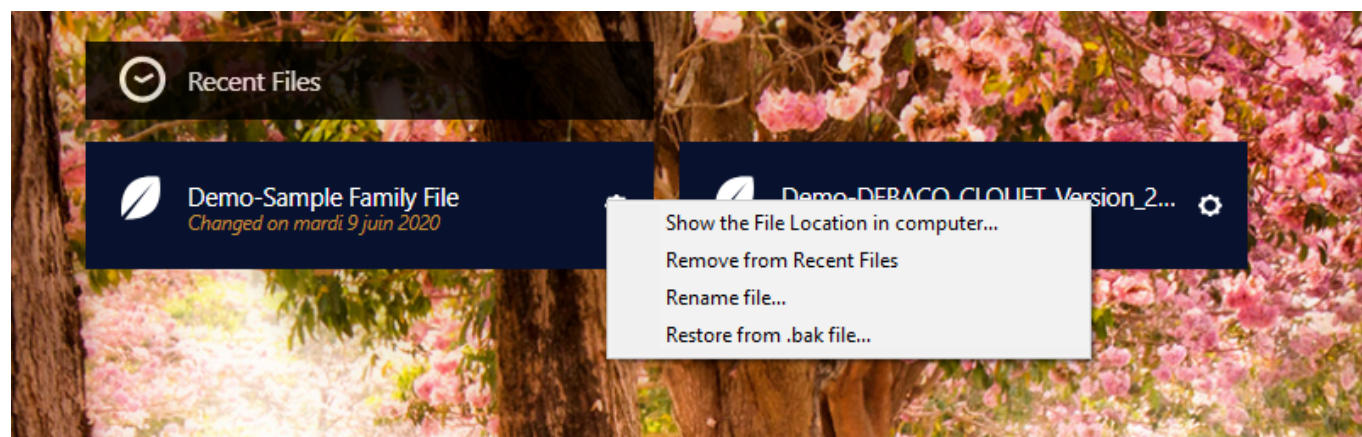 Recent Files
Demo-Sample Family File
Changed on mardi 9 juin 2020
Demo-DEBACQ_CLOUET_Version_2...
Show the File Location in computer...
Remove from Recent Files
Rename file...
Restore from .bak file...